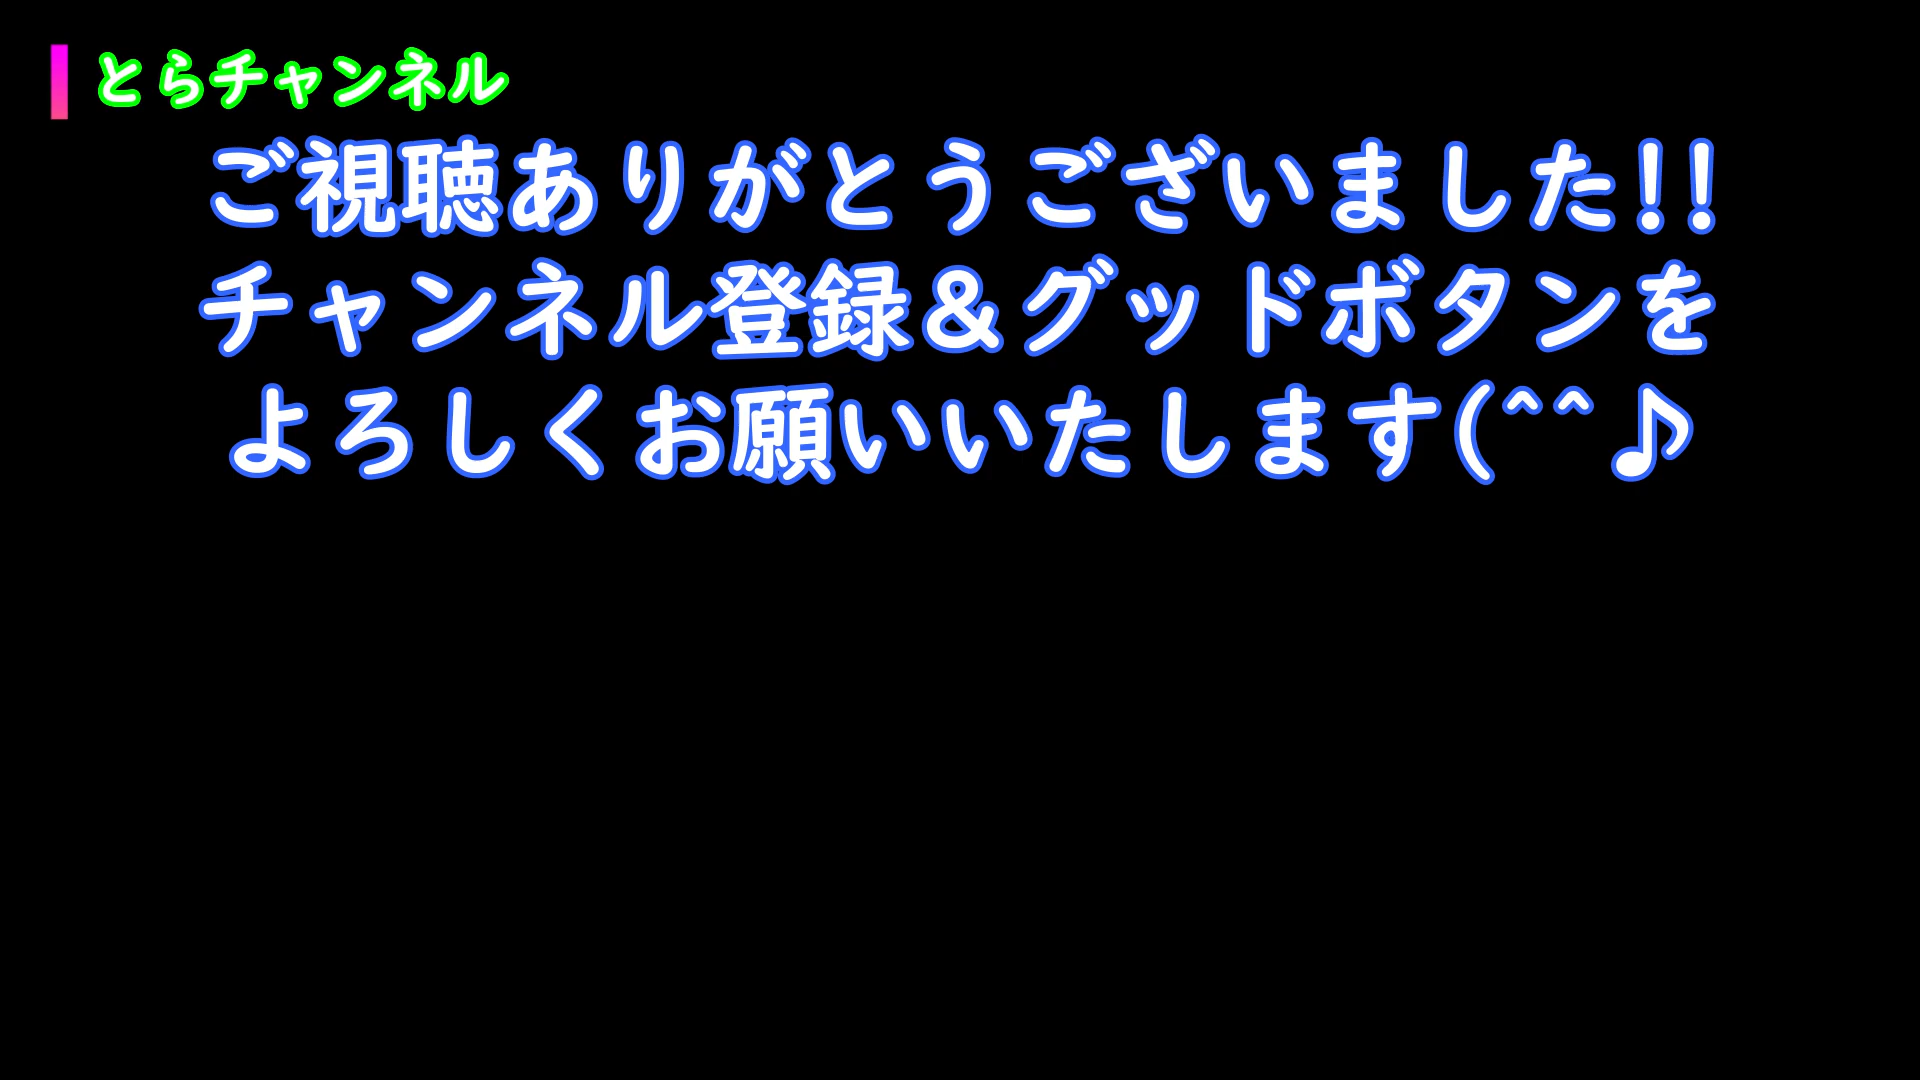 とらチャンネル
ご視聴ありがとうございました!!
チャンネル登録&グッドボタンを
よろしくお願いいたします(^^♪